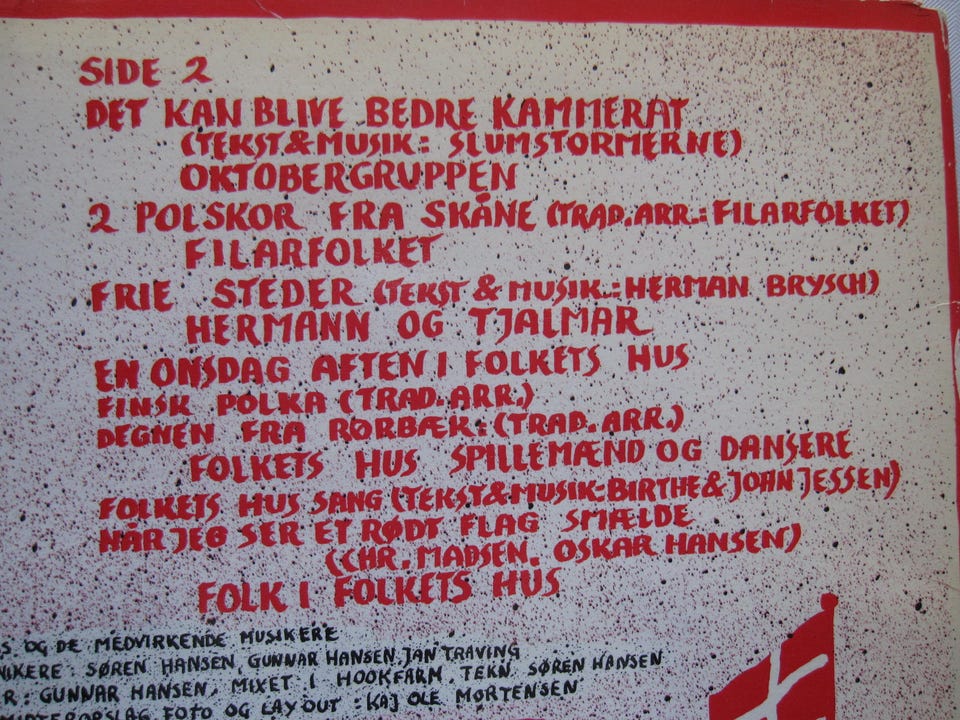 SIDE 2
DET KAN BLIVE BEDRE KAMMERAT
(TEKST & MUSIK: SLUMSTORMERNE)
OKTOBERGRUPPEN
2 POLSKOR FRA SKÅNE (TRAD. ARR.: FILARFOLKET)
FILARFOLKET
FRIE STEDER (TEKST & MUSIK.: HERMAN BRYSCH)
HERMANN OG TJALMAR
EN ONSDAG AFTEN I FOLKETS HUS
FINSK POLKA (TRAD. ARR.)
DEGNEN FRA RØRBÆK: (TRAD. ARR.)
FOLKETS HUS SPILLEMÆND OG DANSERE
FOLKETS HUS SANG (TEKST & MUSIK: BIRTHE & JOHN JESSEN)
NÅR JEG SER ET RØDT FLAG SMÆLDE
(CHR. MADSEN. OSKAR HANSEN)
FOLK I FOLKETS HUS
S OG DE MEDVIRKENDE MUSIKERE
NIKERE: SØREN HANSEN, GUNNAR HANSEN, JAN TRAVING
R: GUNNAR HANSEN, MIXET I HOOKFARM. TEKN. SØREN HANSEN
FOTO OG LAYOUT: KAJ OLE MORTENSEN